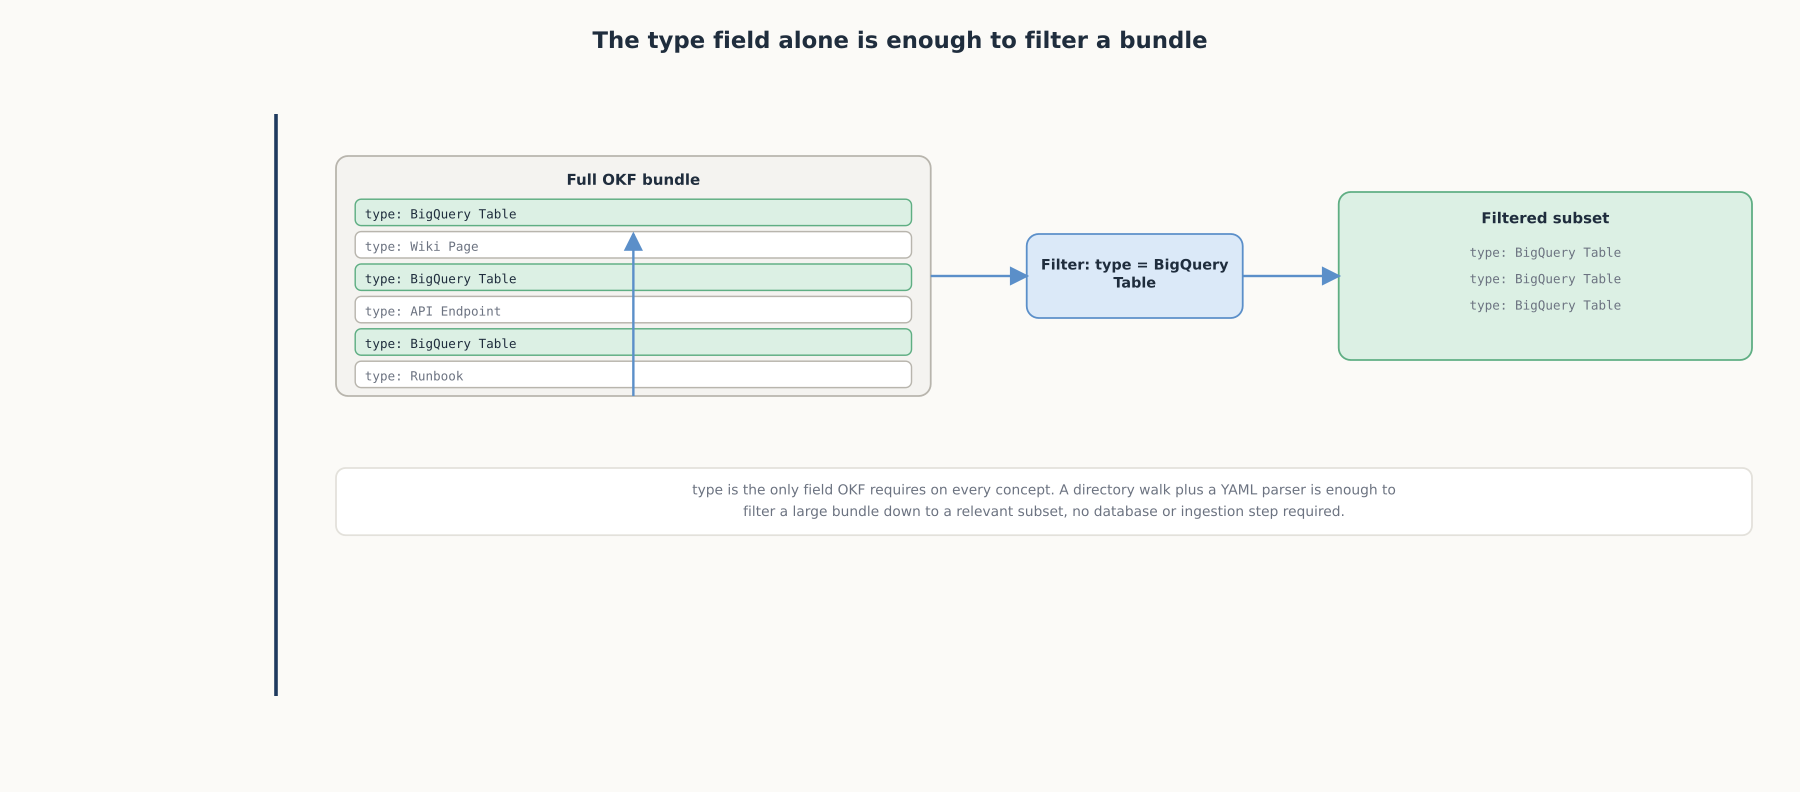 The type field alone is enough to filter a bundle
Full OKF bundle
type: BigQuery Table
type: Wiki Page
type: BigQuery Table
type: API Endpoint
type: BigQuery Table
type: Runbook
Filter: type = BigQuery
Table
Filtered subset
type: BigQuery Table
type: BigQuery Table
type: BigQuery Table
type is the only field OKF requires on every concept. A directory walk plus a YAML parser is enough to
filter a large bundle down to a relevant subset, no database or ingestion step required.